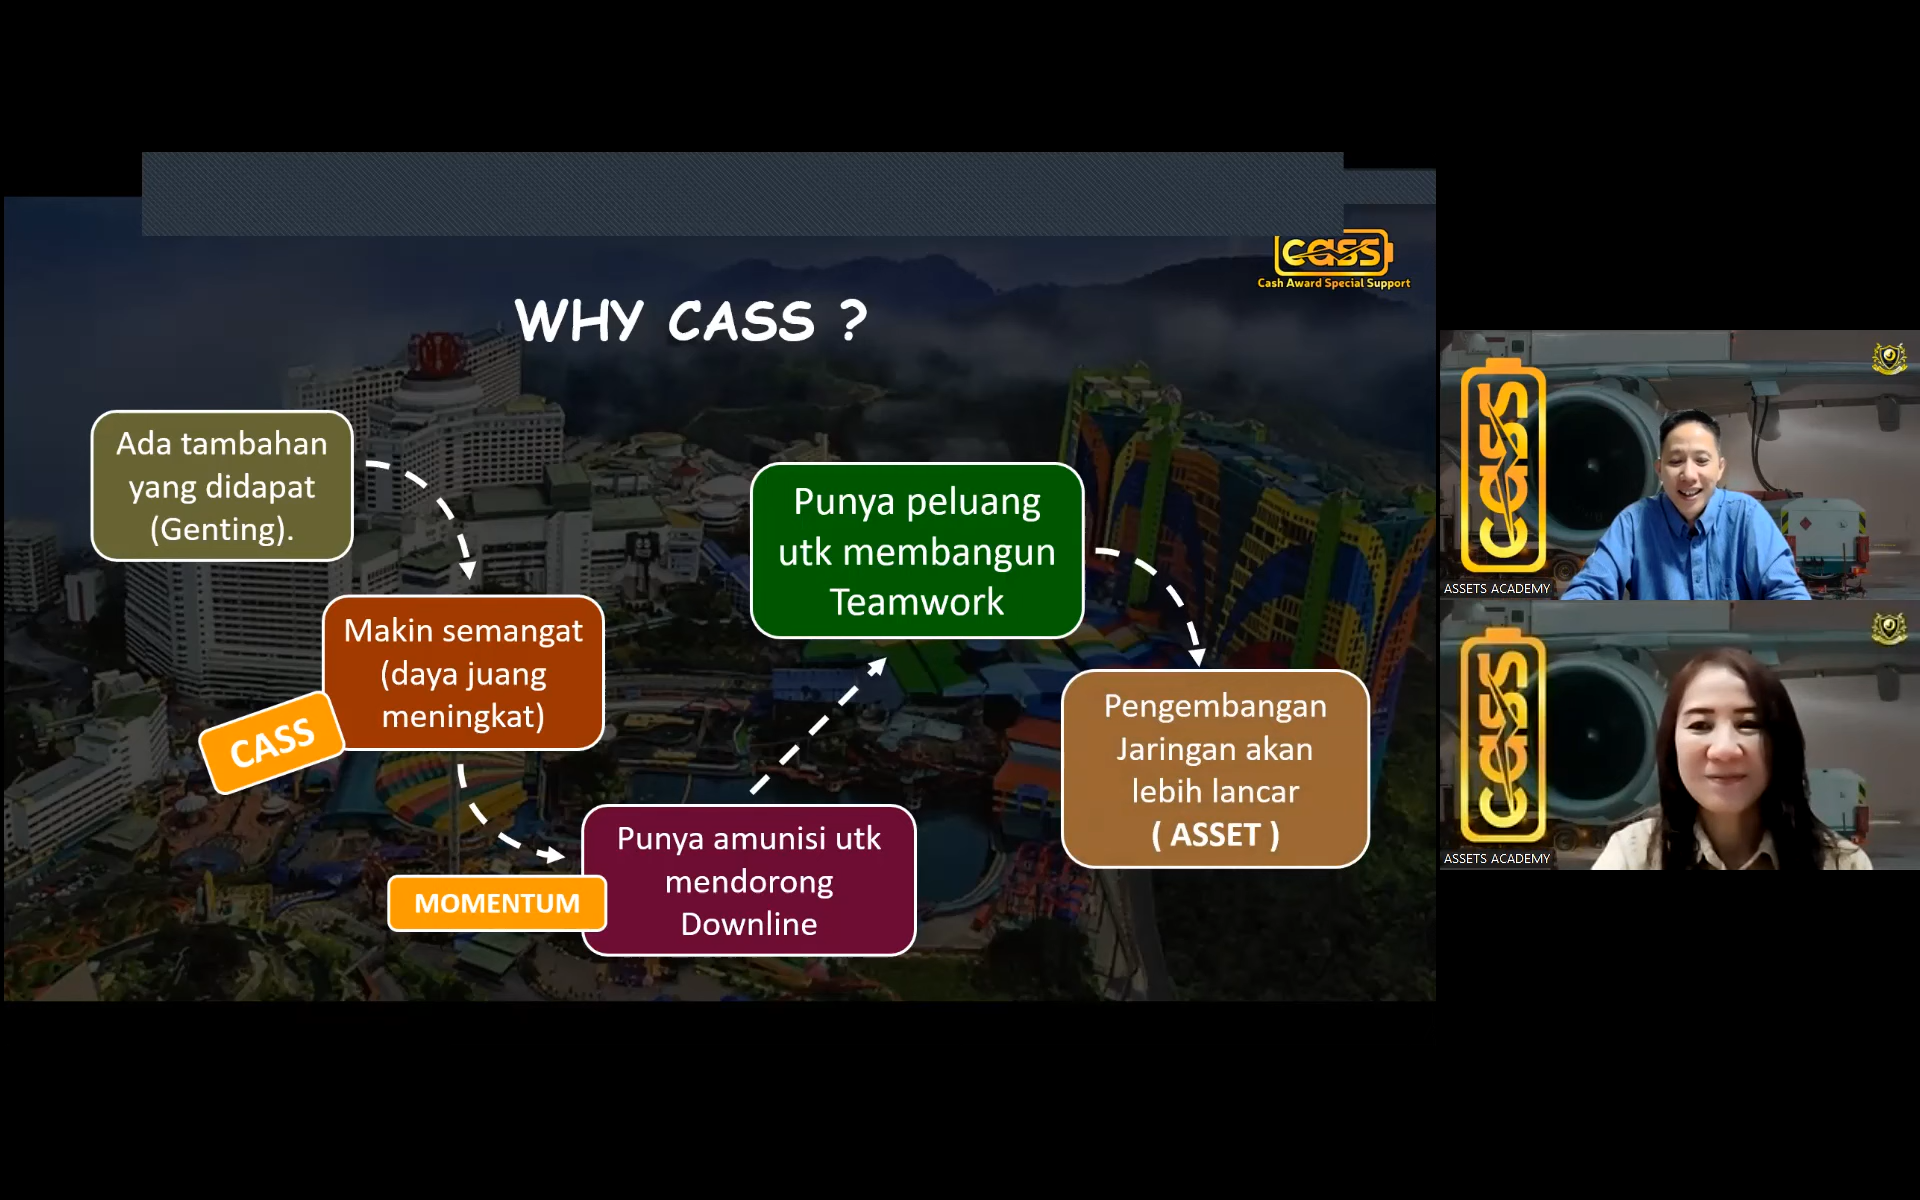 cass
Cash Award Special Support
WHY CASS ?
Ada tambahan
yang didapat
(Genting).
Makin semangat
(daya juang
meningkat)
CASS
Punya amunisi utk
mendorong
Downline
MOMENTUM
Punya peluang
utk membangun
Teamwork
Pengembangan
Jaringan akan
lebih lancar
( ASSET )
cass
ASSETS ACADEMY
cass
ASSETS ACADEMY